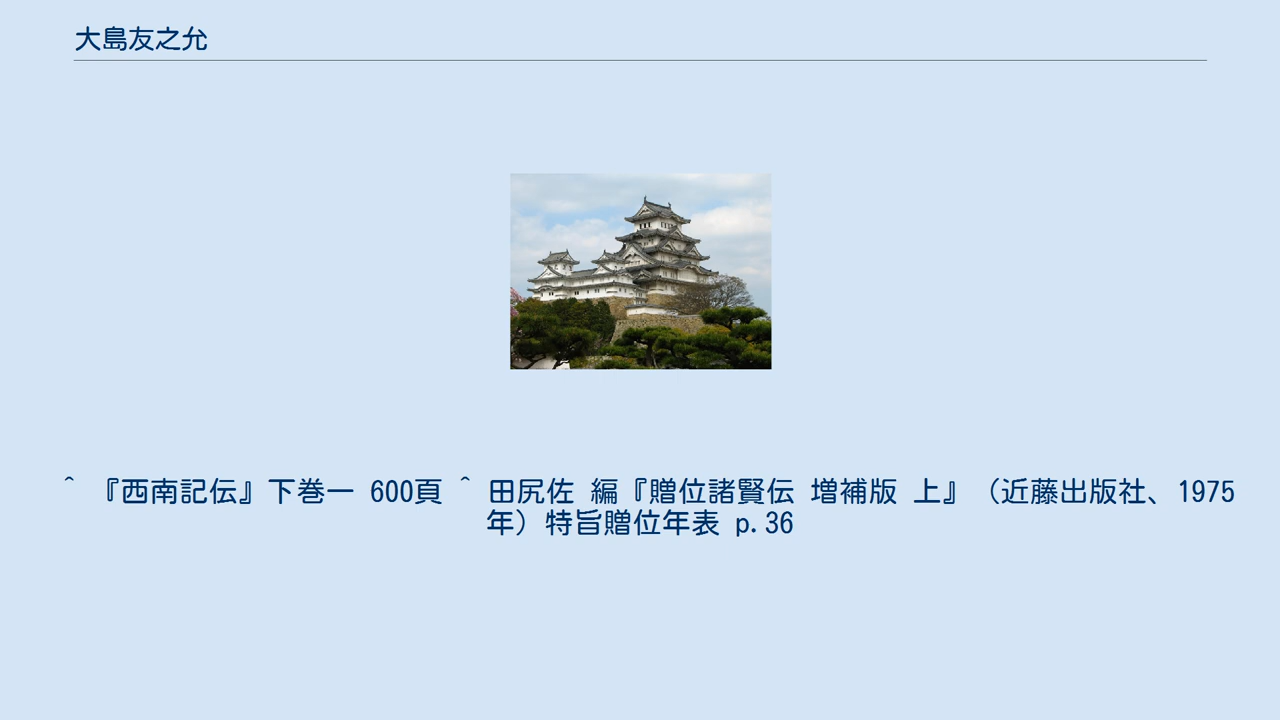 大島友之允
^ 『西南記伝』下巻一 600頁 ^ 田尻佐 編『贈位諸賢伝 増補版 上』（近藤出版社、1975
年）特旨贈位年表 p.36